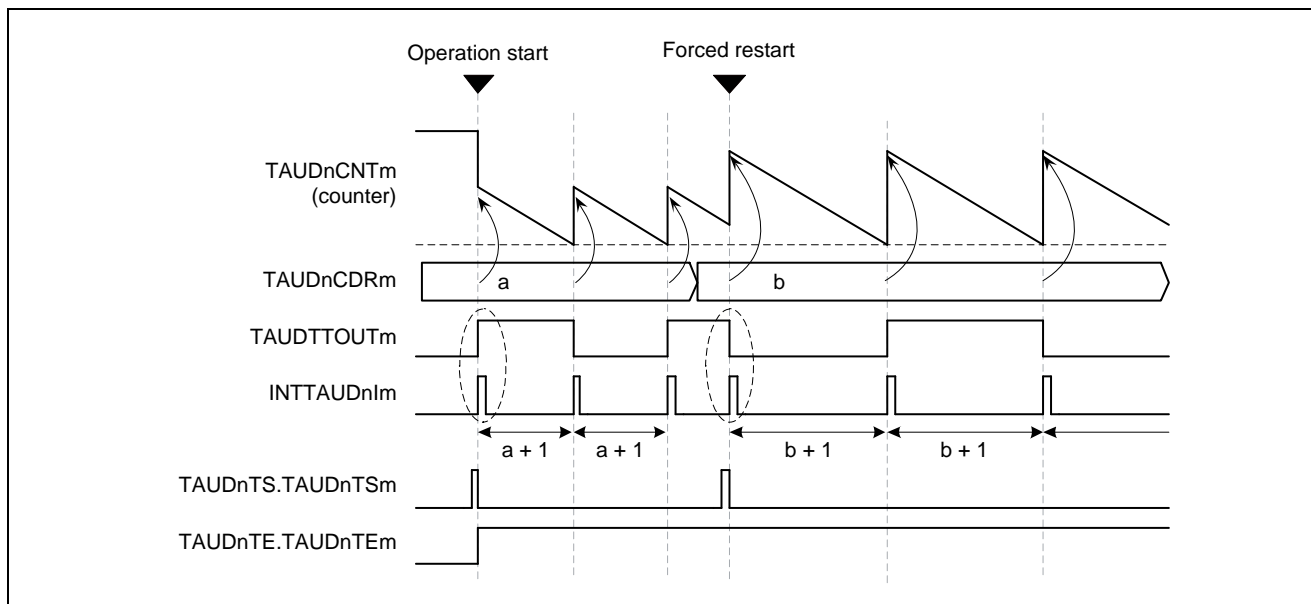 Operation start
Forced restart
TAUDnCNTm
(counter)
TAUDnCDRm
a
b
TAUDTTOUTm
INTTAUDnIm
a + 1
a + 1
b + 1
b + 1
TAUDnTS.TAUDnTSm
TAUDnTE.TAUDnTEm